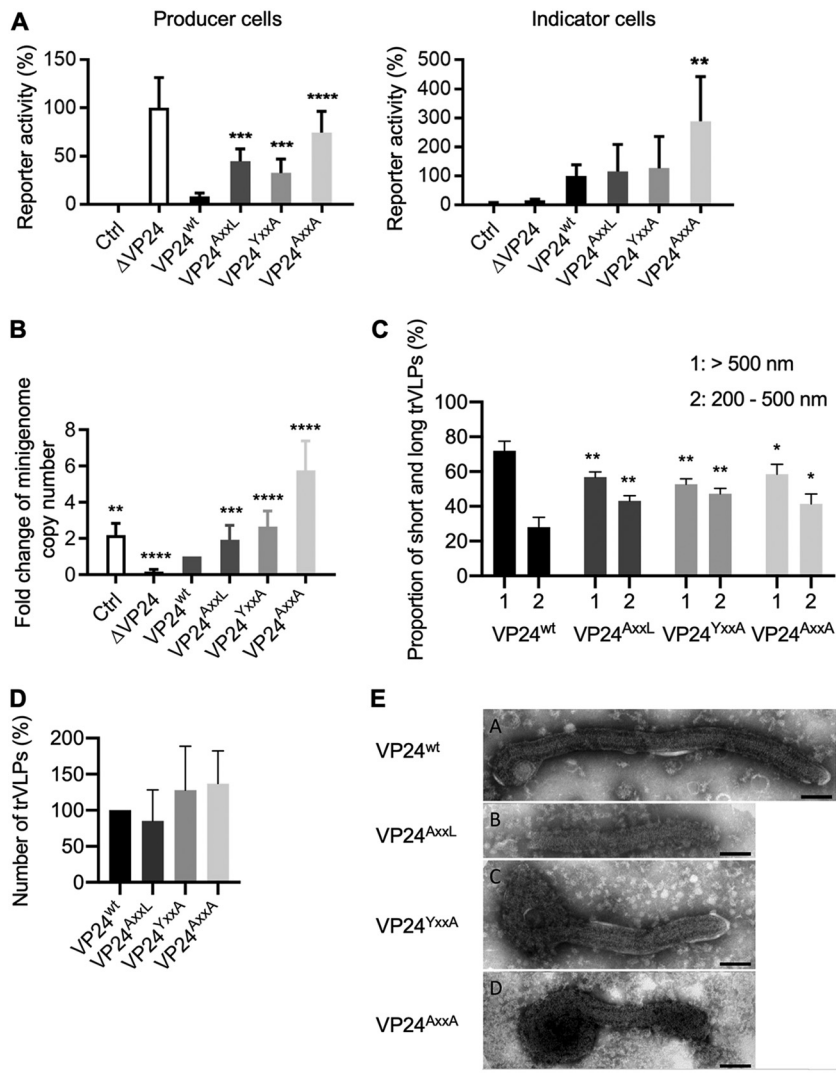 A
Producer cells
Indicator cells
Reporter activity (%)
150
100
50
0
***
***
****
Ctrl
ΔVP24
VP24wt
VP24AxxL
VP24YxxA
VP24AxxA
Reporter activity (%)
500
400
300
200
100
0
**
Ctrl
ΔVP24
VP24wt
VP24AxxL
VP24YxxA
VP24AxxA
B
Fold change of minigenome
copy number
8
6
4
2
0
**
****
***
****
****
Ctrl
ΔVP24
VP24wt
VP24AxxL
VP24YxxA
VP24AxxA
C
Proportion of short and long trVLPs (%)
1: > 500 nm
2: 200 - 500 nm
100
80
60
40
20
0
**
**
**
**
*
*
1 2 1 2 1 2 1 2
VP24wt VP24AxxL VP24YxxA VP24AxxA
D
Number of trVLPs (%)
200
150
100
50
0
VP24wt
VP24AxxL
VP24YxxA
VP24AxxA
E
VP24wt
A
VP24AxxL
B
VP24YxxA
C
VP24AxxA
D